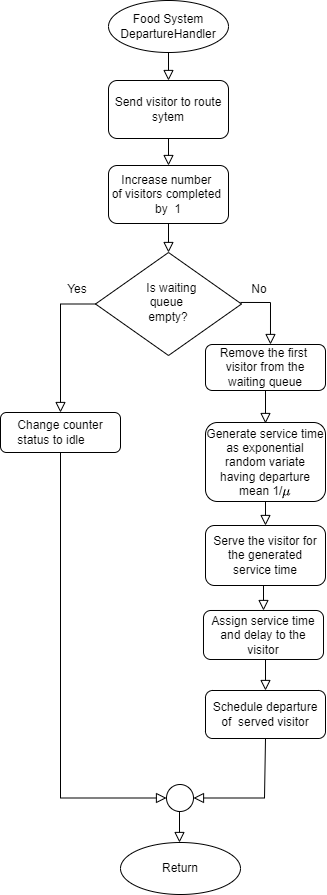 Food System
DepartureHandler
Send visitor to route
sytem
Increase number
of visitors completed
by 1
Is waiting
queue
empty?
Yes
No
Remove the first
visitor from the
waiting queue
Change counter
status to idle
Generate service time
as exponential
random variate
having departure
mean 1/μ
Serve the visitor for
the generated
service time
Assign service time
and delay to the
visitor
Schedule departure
of served visitor
Return